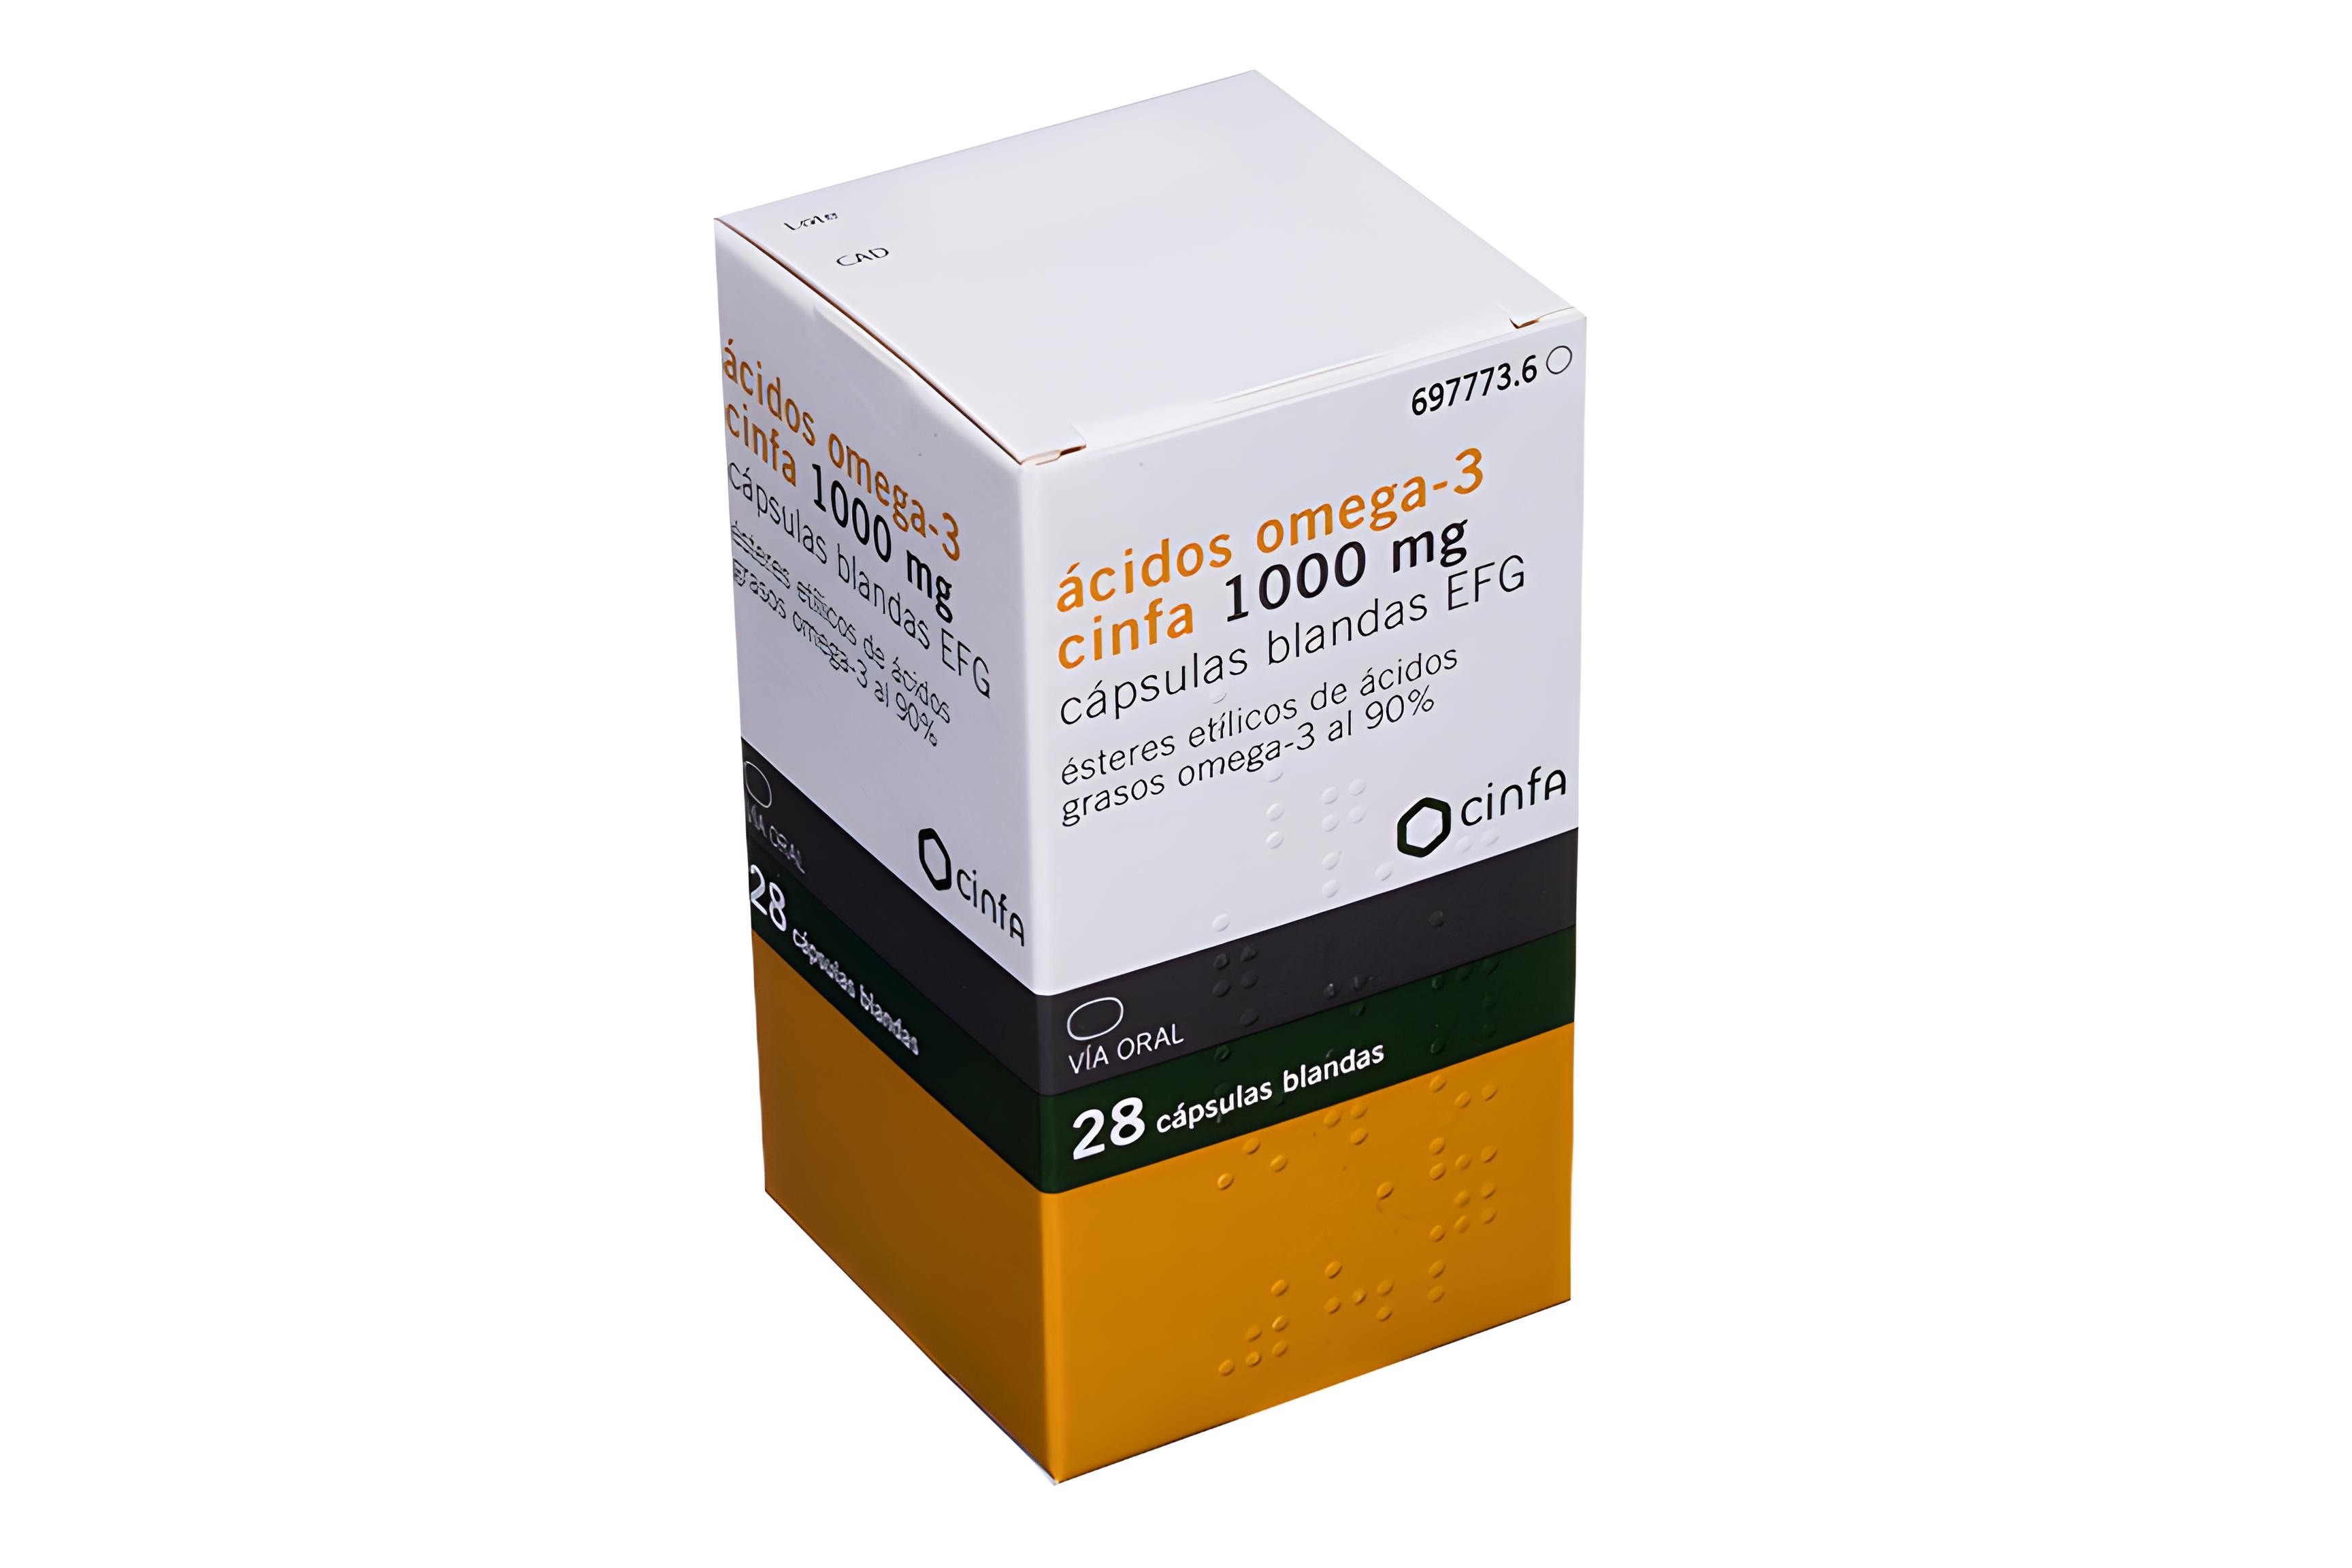 CAD
ácidos omega-3
cinfa 1000 mg
cápsulas blandas EFG
ésteres etílicos de ácidos
grasos omega-3 al 90%
cinfa
VÍA ORAL
28 cápsulas blandas
697773.6
ácidos omega-3
cinfa 1000 mg
cápsulas blandas EFG
ésteres etílicos de ácidos
grasos omega-3 al 90%
cinfa
VÍA ORAL
28 cápsulas blandas